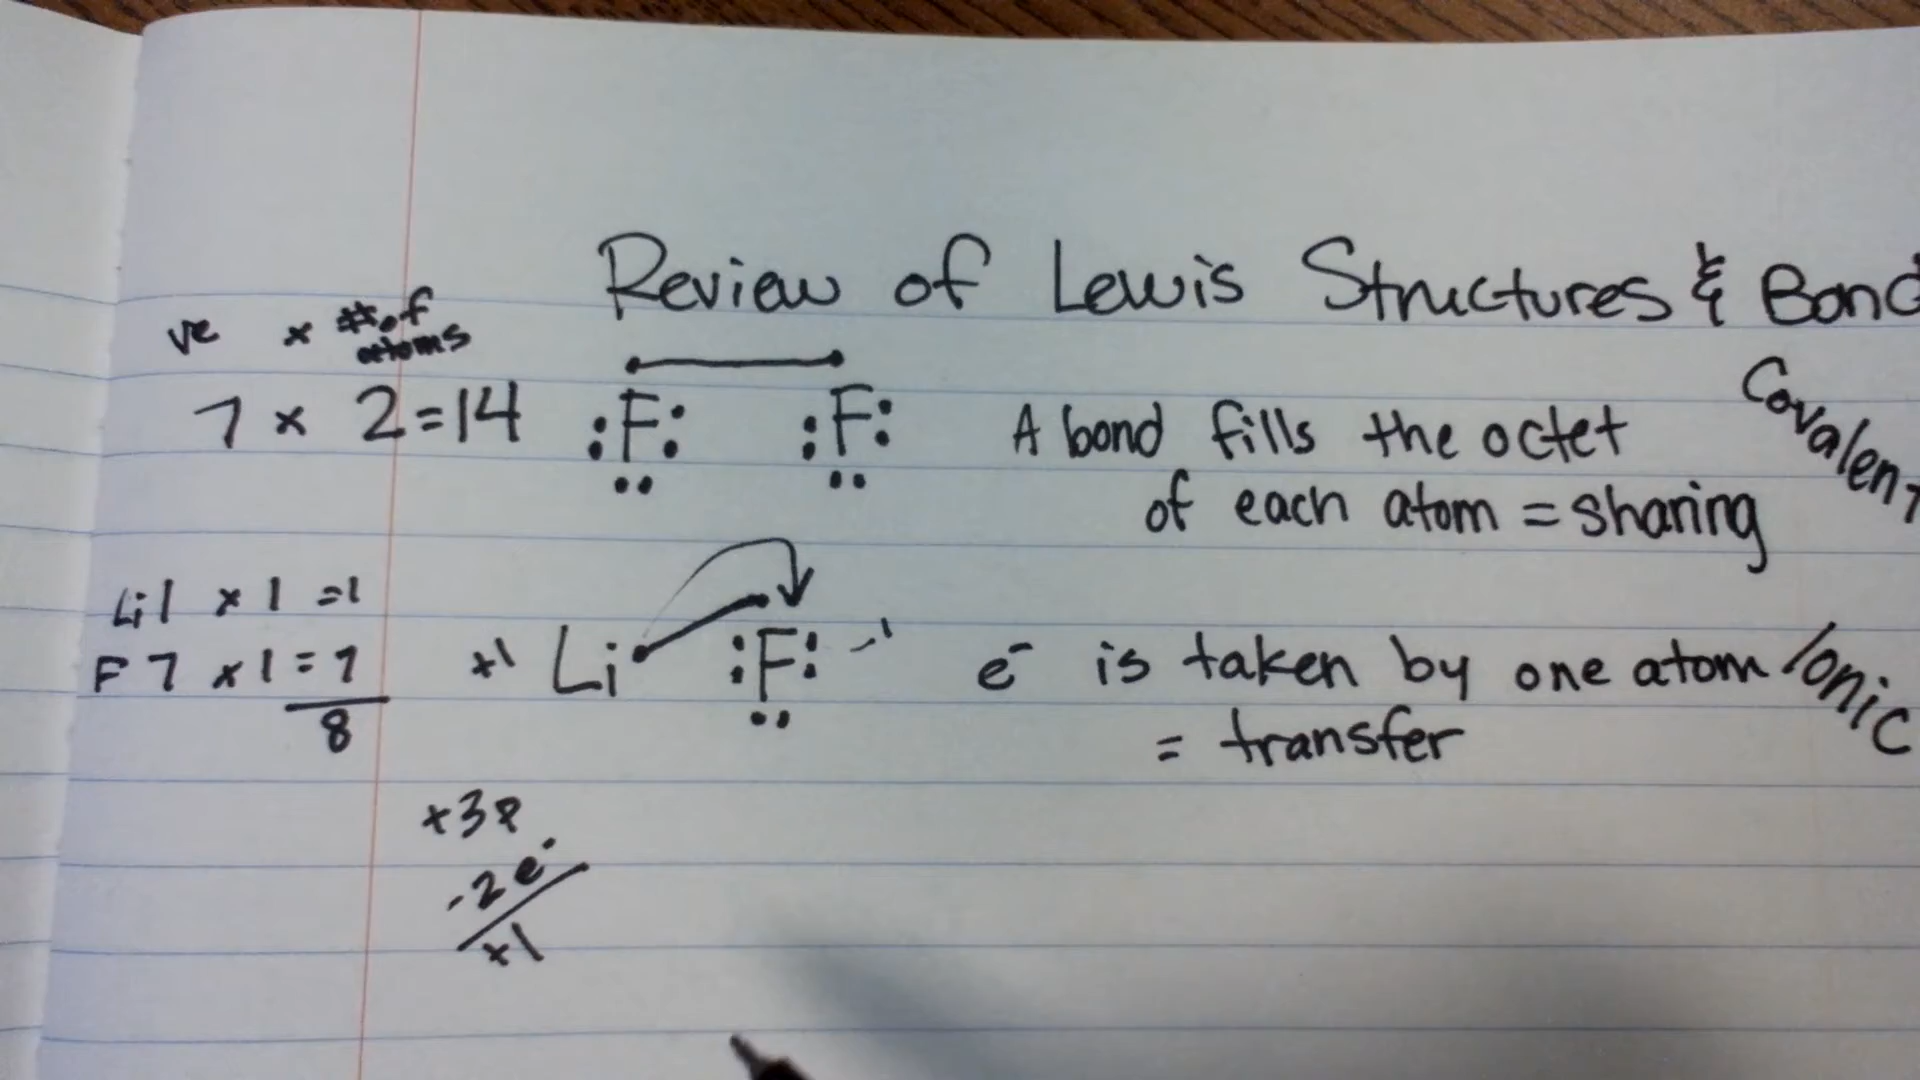 Review of Lewis Structures & Bond
ve x # of atoms
7 x 2 = 14
:F: :F:
A bond fills the octet
of each atom = sharing
Covalent
Li 1 x 1 = 1
F 7 x 1 = 7
8
+1 Li :F: -1
e⁻ is taken by one atom
= transfer
Ionic
+3p
-2e⁻
+1